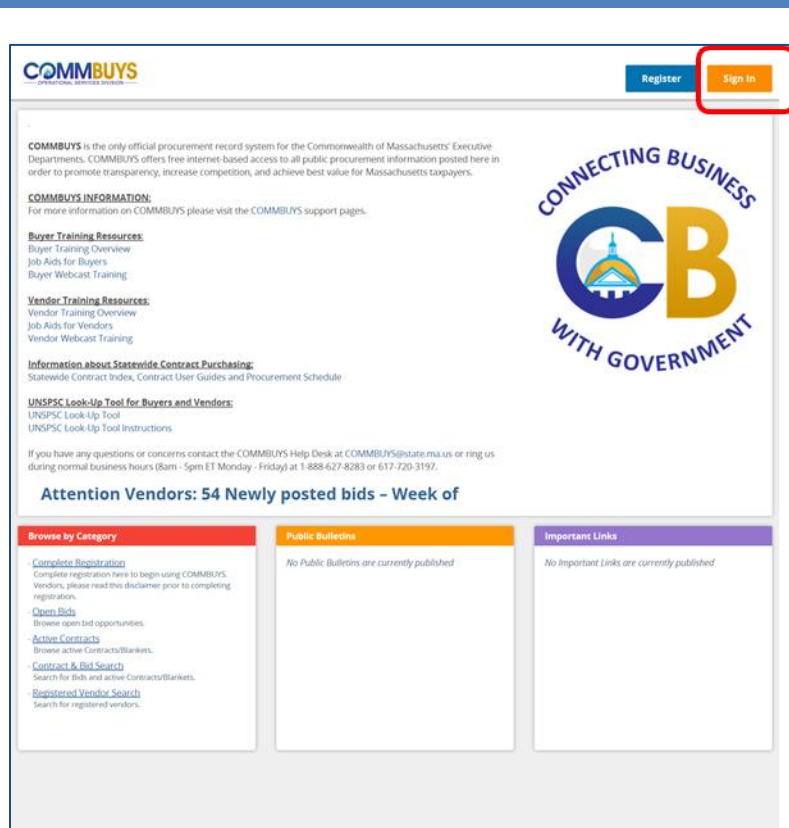 COMMBUYS
OPERATIONAL SERVICES DIVISION
Register
Sign In
COMMBUYS is the only official procurement record system for the Commonwealth of Massachusetts' Executive
Departments. COMMBUYS offers free internet-based access to all public procurement information posted here in
order to promote transparency, increase competition, and achieve best value for Massachusetts taxpayers.
COMMBUYS INFORMATION:
For more information on COMMBUYS please visit the COMMBUYS support pages.
Buyer Training Resources:
Buyer Training Overview
Job Aids for Buyers
Buyer Webcast Training
Vendor Training Resources:
Vendor Training Overview
Job Aids for Vendors
Vendor Webcast Training
Information about Statewide Contract Purchasing:
Statewide Contract Index, Contract User Guides and Procurement Schedule
UNSPSC Look-Up Tool for Buyers and Vendors:
UNSPSC Look-Up Tool
UNSPSC Look-Up Tool Instructions
If you have any questions or concerns contact the COMMBUYS Help Desk at COMMBUYS@state.ma.us or ring us
during normal business hours (8am - 5pm ET Monday - Friday) at 1-888-627-8283 or 617-720-3197.
CONNECTING BUSINESS
CB
WITH GOVERNMENT
Attention Vendors: 54 Newly posted bids – Week of
Browse by Category
- Complete Registration
Complete registration here to begin using COMMBUYS.
Vendors, please read this disclaimer prior to completing
registration.
- Open Bids
Browse open bid opportunities.
- Active Contracts
Browse active Contracts/Blankets.
- Contract & Bid Search
Search for Bids and active Contracts/Blankets.
- Registered Vendor Search
Search for registered vendors.
Public Bulletins
No Public Bulletins are currently published
Important Links
No Important Links are currently published